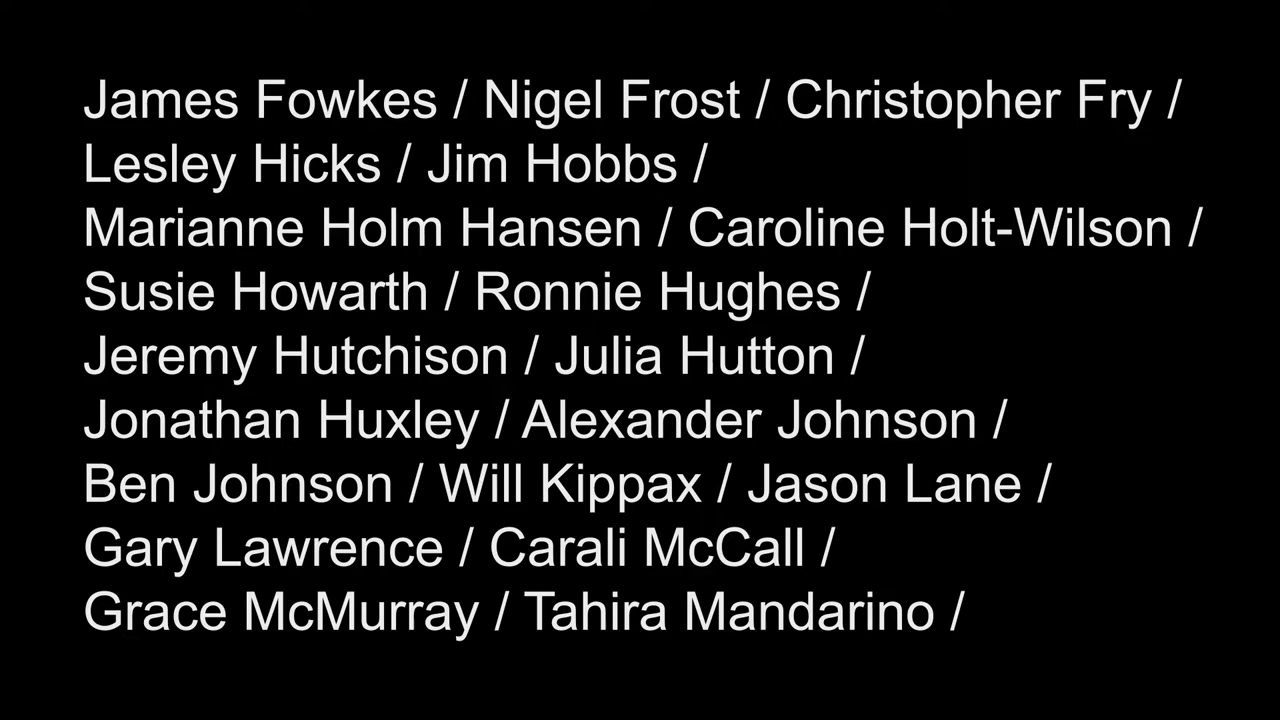 James Fowkes / Nigel Frost / Christopher Fry /
Lesley Hicks / Jim Hobbs /
Marianne Holm Hansen / Caroline Holt-Wilson /
Susie Howarth / Ronnie Hughes /
Jeremy Hutchison / Julia Hutton /
Jonathan Huxley / Alexander Johnson /
Ben Johnson / Will Kippax / Jason Lane /
Gary Lawrence / Carali McCall /
Grace McMurray / Tahira Mandarino /